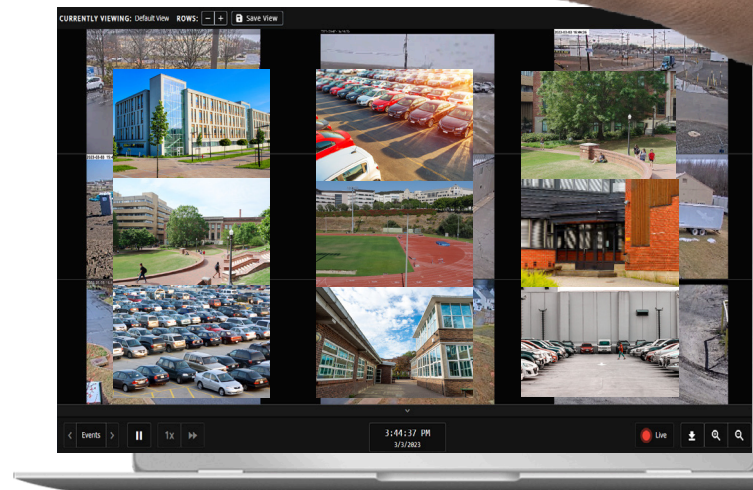 CURRENTLY VIEWING: Default View ROWS: − + Save View
Events 1x 3:44:37 PM Live
3/3/2023